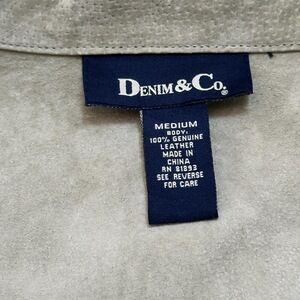 DENIM & CO.®
MEDIUM
BODY:
100% GENUINE
LEATHER
MADE IN
CHINA
RN 81893
SEE REVERSE
FOR CARE